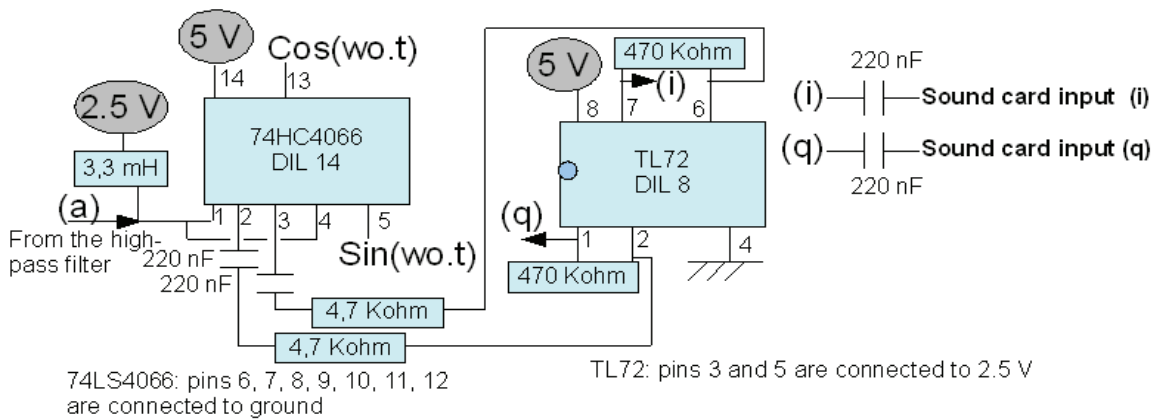 5 V
Cos(wo.t)
14
13
2.5 V
3,3 mH
74HC4066
DIL 14
(a)
From the high-
pass filter
1
2
3
4
5
Sin(wo.t)
220 nF
220 nF
4,7 Kohm
4,7 Kohm
74LS4066: pins 6, 7, 8, 9, 10, 11, 12
are connected to ground
5 V
470 Kohm
(i)
8
7
6
TL72
DIL 8
(q)
1
2
4
470 Kohm
TL72: pins 3 and 5 are connected to 2.5 V
220 nF
(i)
Sound card input (i)
(q)
Sound card input (q)
220 nF